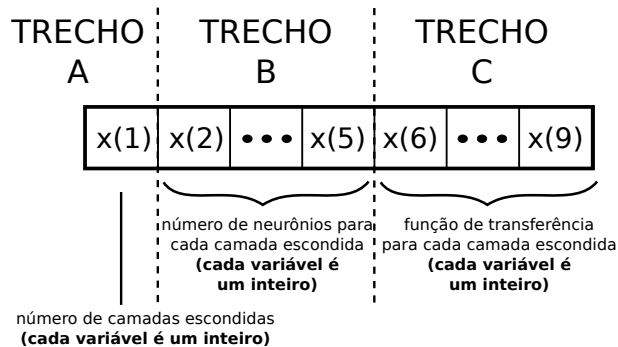 TRECHO
A
TRECHO
B
TRECHO
C
x(1) x(2) ••• x(5) x(6) ••• x(9)
número de neurônios para
cada camada escondida
(cada variável é
um inteiro)
função de transferência
para cada camada escondida
(cada variável é
um inteiro)
número de camadas escondidas
(cada variável é um inteiro)